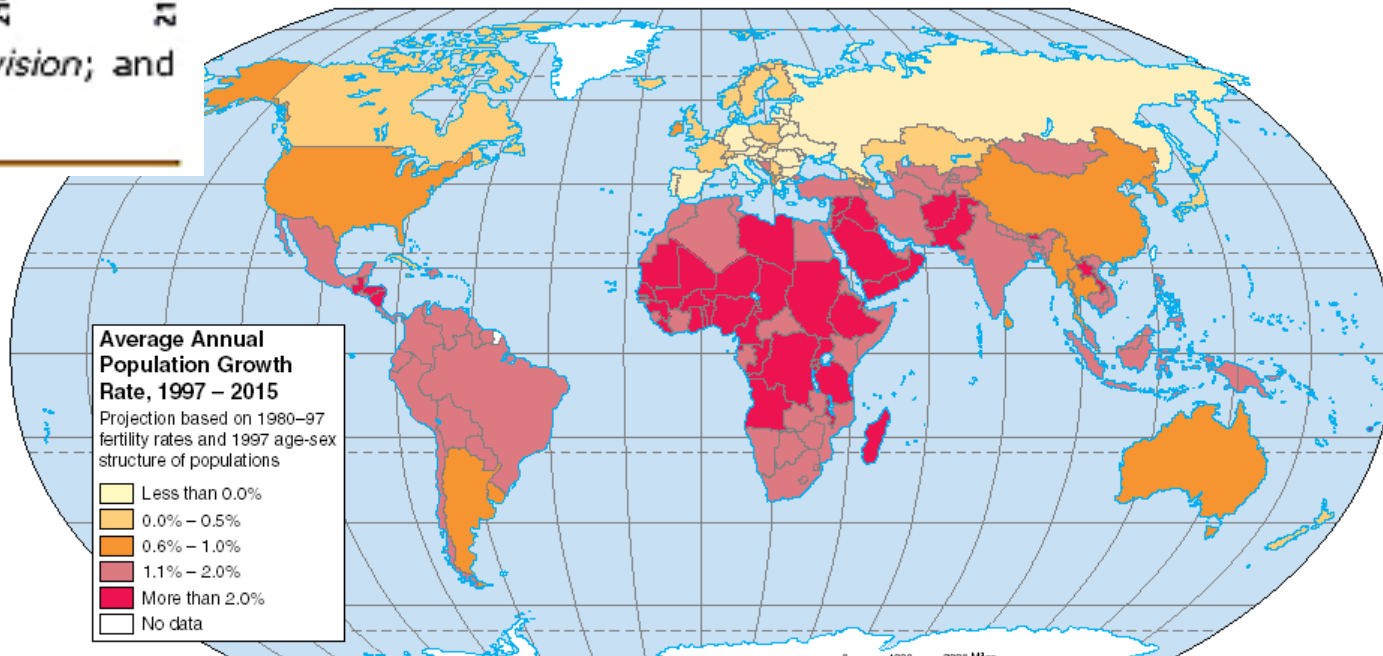 21
vision; and
Average Annual
Population Growth
Rate, 1997 – 2015
Projection based on 1980–97
fertility rates and 1997 age-sex
structure of populations
Less than 0.0%
0.0% – 0.5%
0.6% – 1.0%
1.1% – 2.0%
More than 2.0%
No data